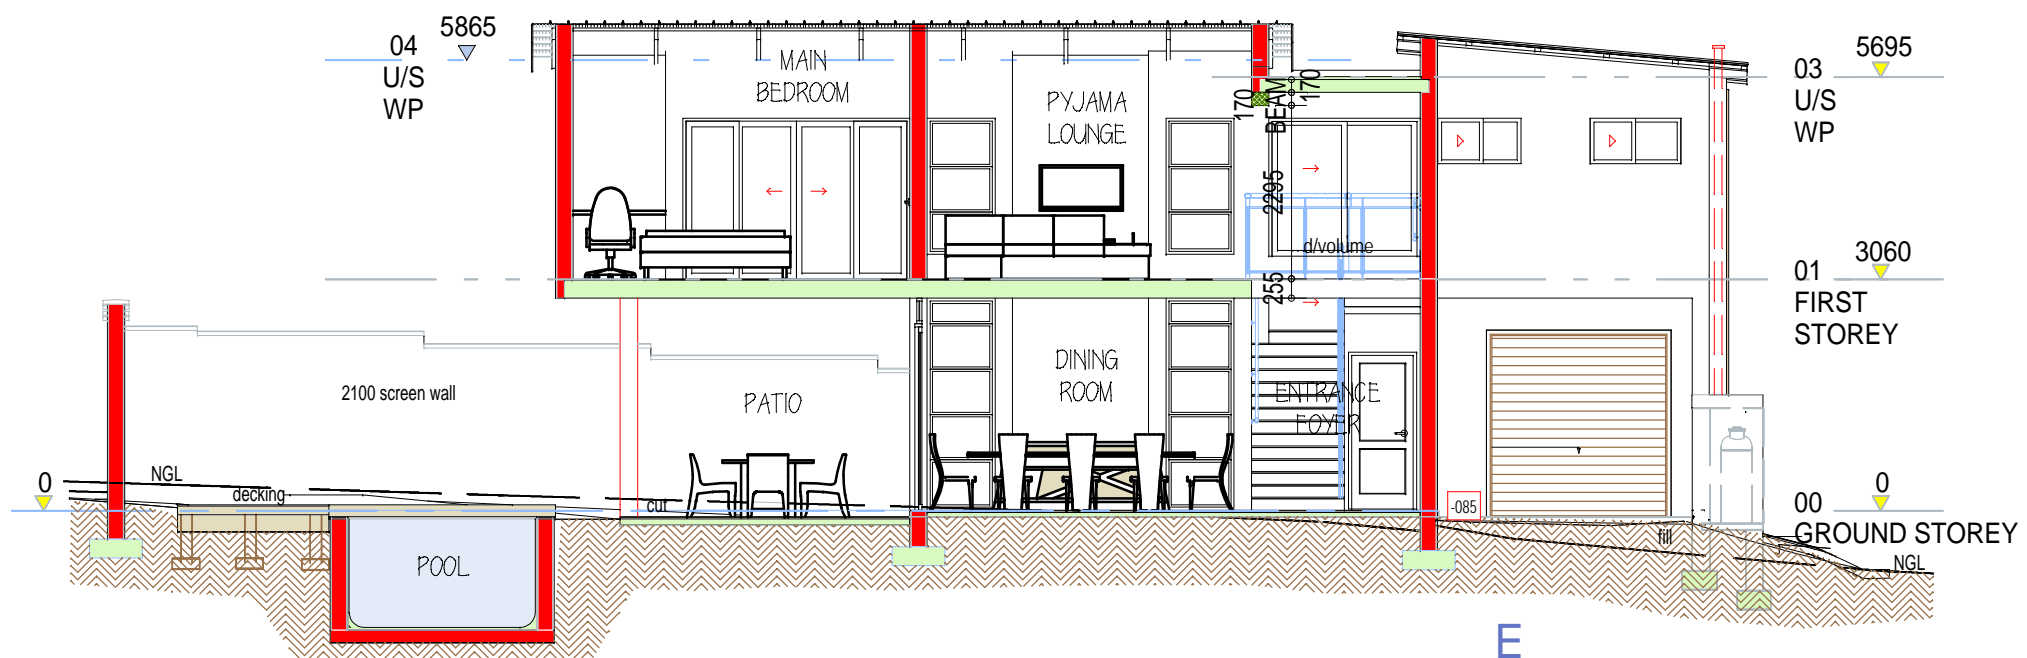 5865
04
U/S
WP
MAIN
BEDROOM
PYJAMA
LOUNGE
170
BEAM
170
5695
03
U/S
WP
2295
d/volume
255
3060
01
FIRST
STOREY
2100 screen wall
PATIO
DINING
ROOM
ENTRANCE
FOYER
NGL
0
decking
cut
-085
0
00
GROUND STOREY
fill
NGL
POOL
E